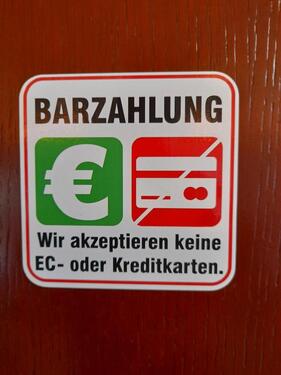 BARZAHLUNG
€
Wir akzeptieren keine
EC- oder Kreditkarten.